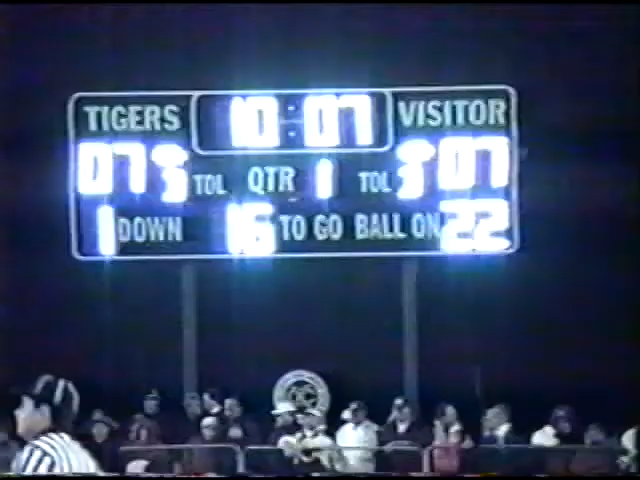 TIGERS 10:07 VISITOR
07 3 TOL QTR 1 TOL 3 07
1 DOWN 16 TO GO BALL ON 22